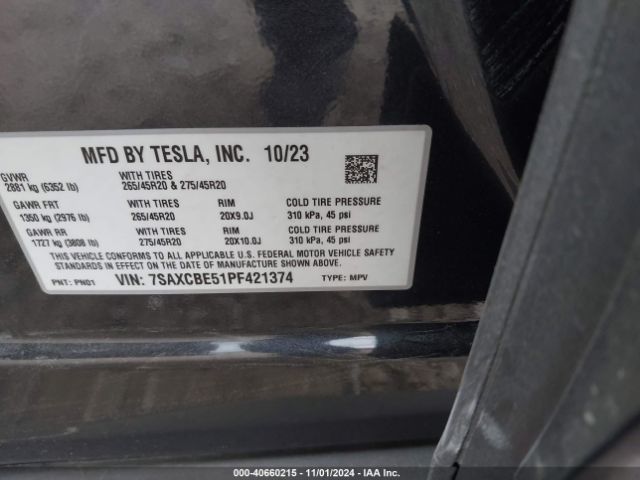 MFD BY TESLA, INC. 10/23
GVWR WITH TIRES
2881 kg (6352 lb) 265/45R20 & 275/45R20
GAWR FRT WITH TIRES RIM COLD TIRE PRESSURE
1350 kg (2976 lb) 265/45R20 20X9.0J 310 kPa, 45 psi
GAWR RR WITH TIRES RIM COLD TIRE PRESSURE
1727 kg (3808 lb) 275/45R20 20X10.0J 310 kPa, 45 psi
THIS VEHICLE CONFORMS TO ALL APPLICABLE U.S. FEDERAL MOTOR VEHICLE SAFETY
STANDARDS IN EFFECT ON THE DATE OF MANUFACTURE SHOWN ABOVE.
PNT: PN01 VIN: 7SAXCBE51PF421374 TYPE: MPV
000-40660215 - 11/01/2024 - IAA Inc.